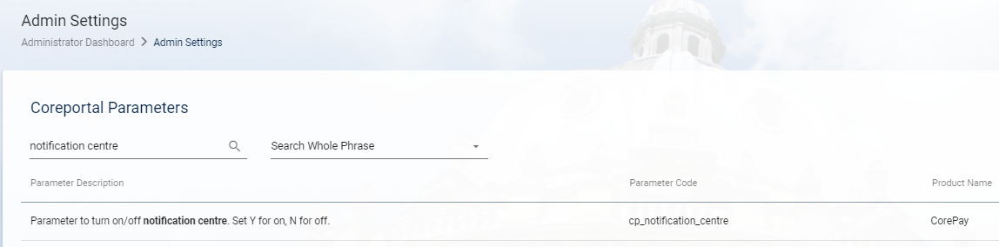 Admin Settings
Administrator Dashboard > Admin Settings
Coreportal Parameters
notification centre Search Whole Phrase
Parameter Description Parameter Code Product Name
Parameter to turn on/off notification centre. Set Y for on, N for off. cp_notification_centre CorePay